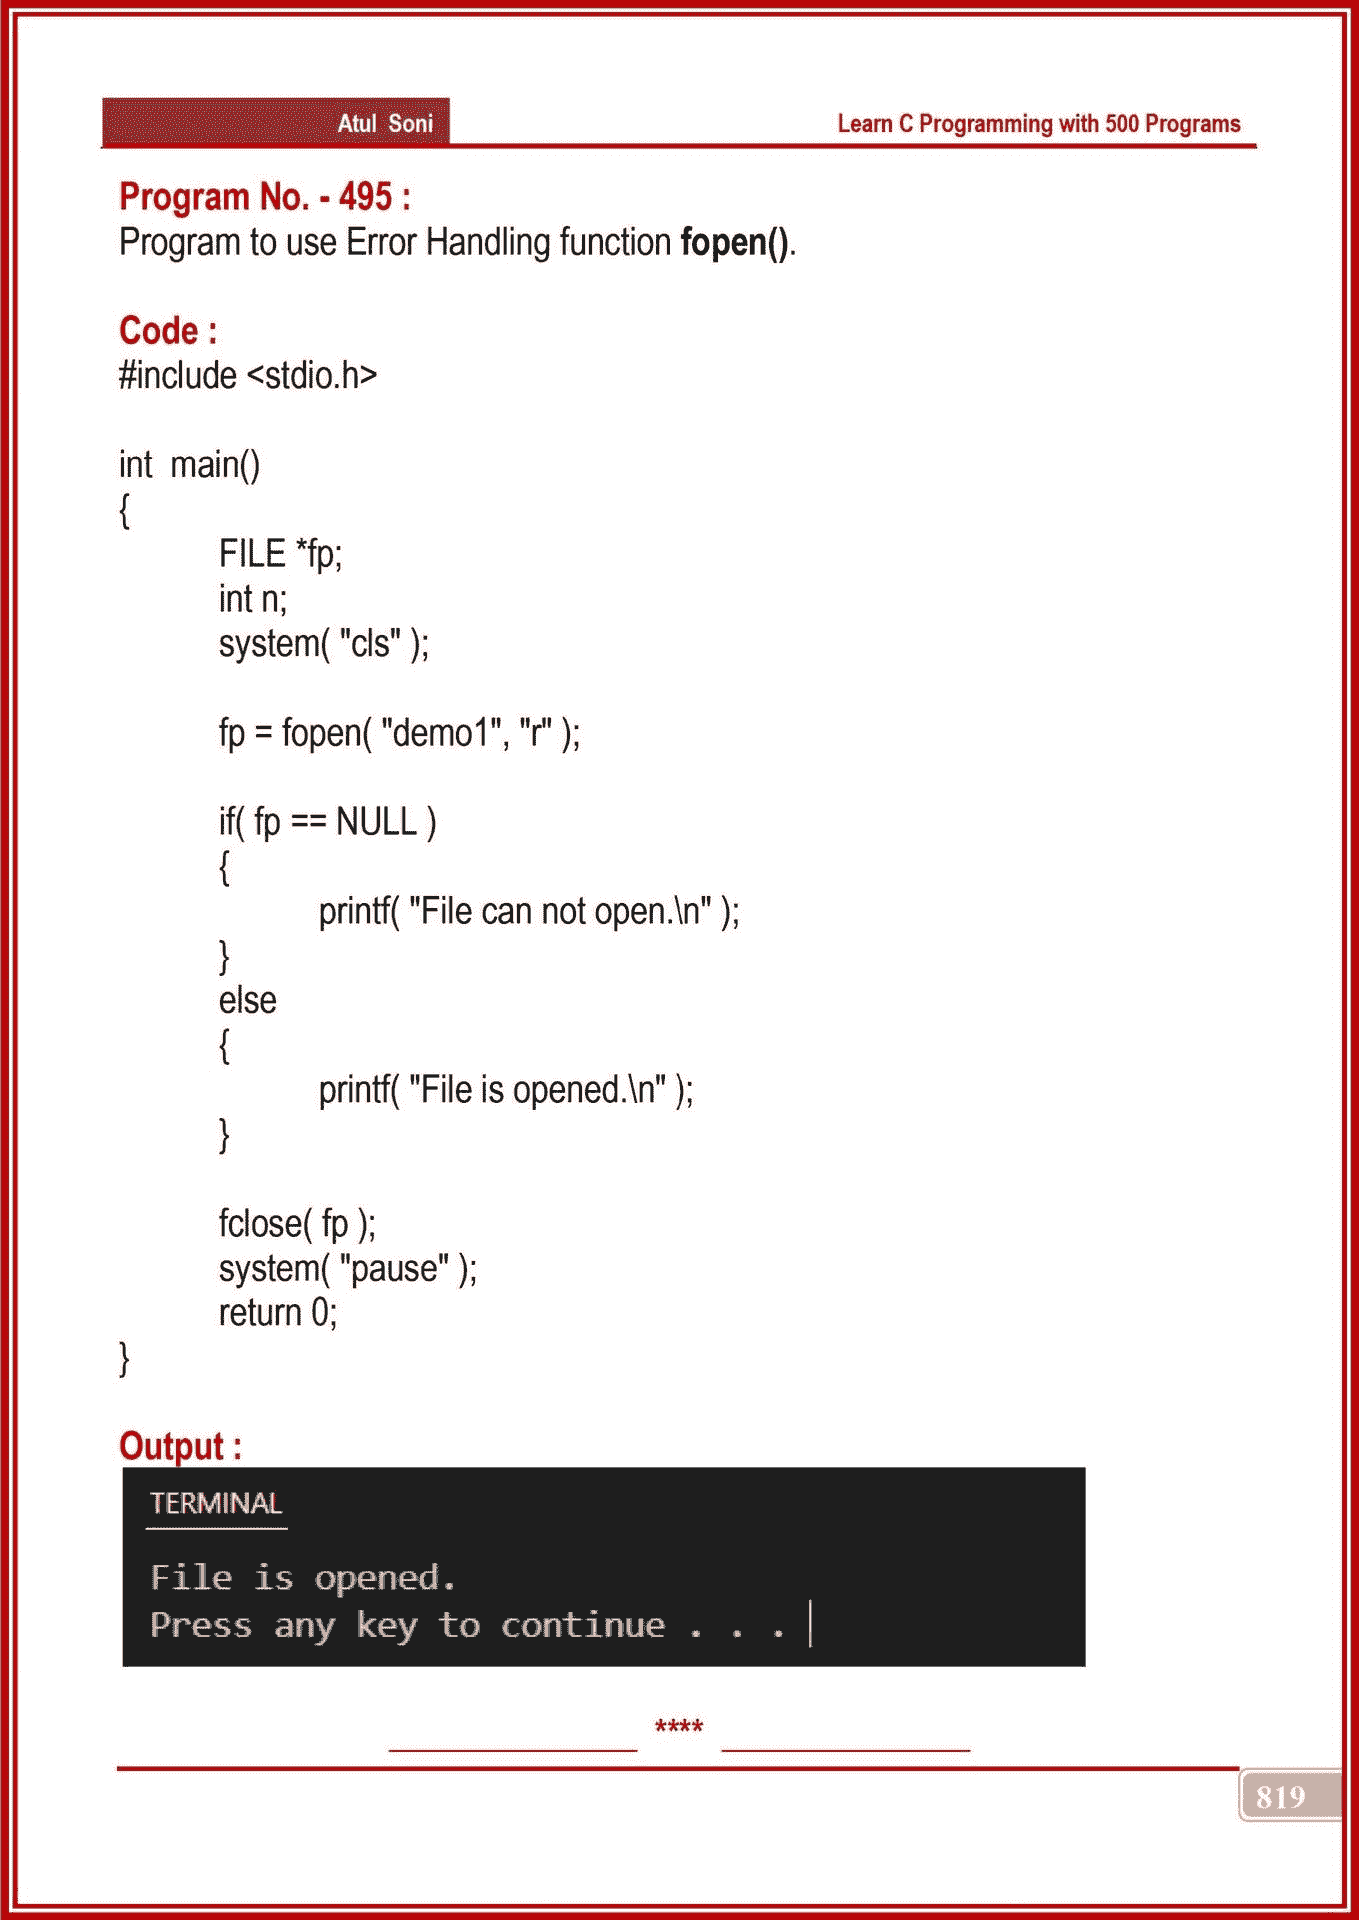 Atul  Soni
Learn C Programming with 500 Programs
Program No. - 495 :
Program to use Error Handling function fopen().
Code :
#include <stdio.h>
int  main()
{
FILE *fp;
int n;
system( "cls" );
fp = fopen( "demo1", "r" );
if( fp == NULL )
{
printf( "File can not open.\n" );
}
else
{
printf( "File is opened.\n" );
}
fclose( fp );
system( "pause" );
return 0;
}
Output :
TERMINAL
File is opened.
Press any key to continue . . .
****
819